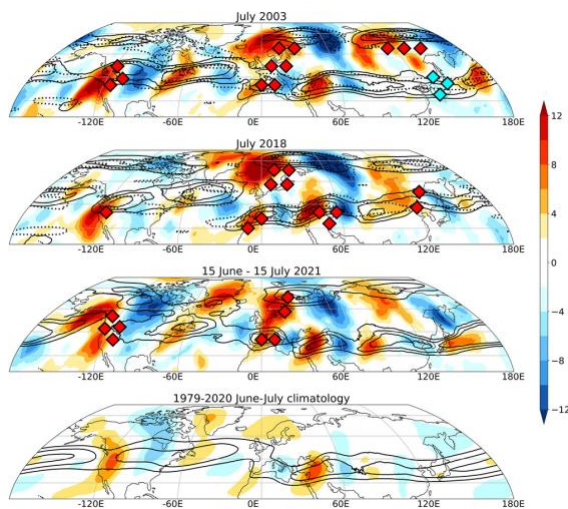 July 2003
-120E -60E 0E 60E 120E 180E
July 2018
-120E -60E 0E 60E 120E 180E
15 June - 15 July 2021
-120E -60E 0E 60E 120E 180E
1979-2020 June-July climatology
-120E -60E 0E 60E 120E 180E
12
8
4
0
-4
-8
-12